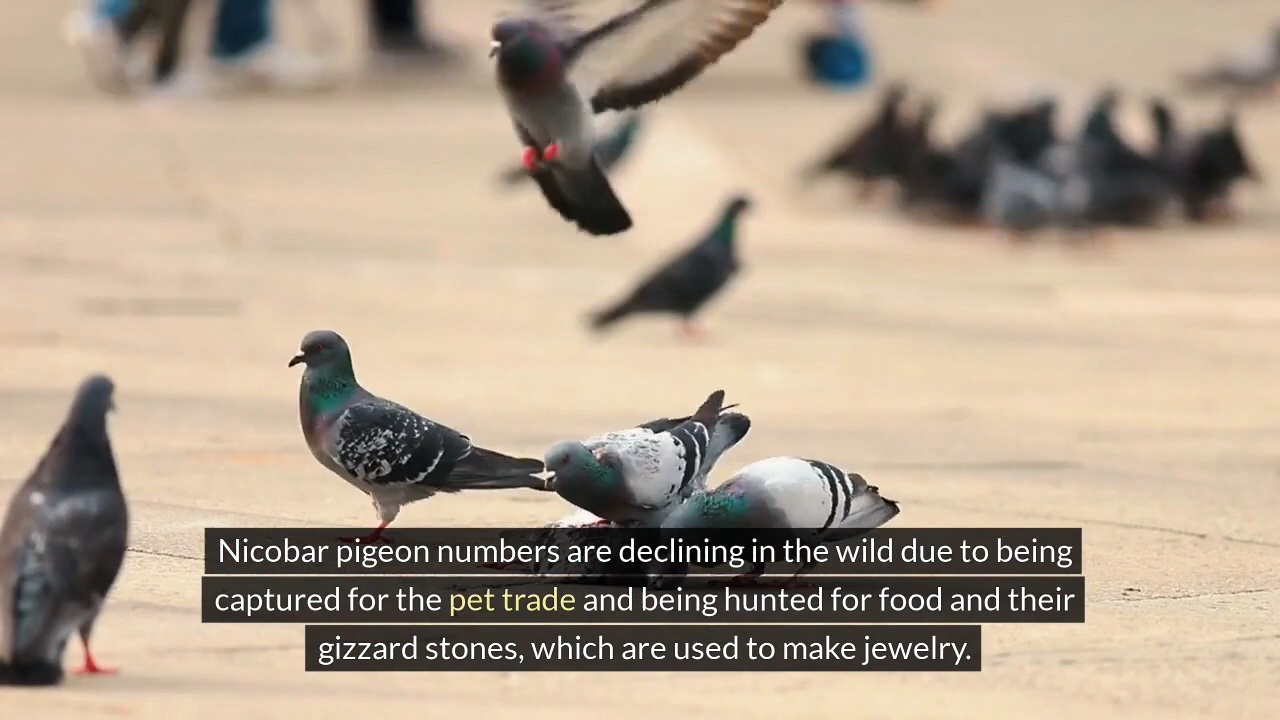 Nicobar pigeon numbers are declining in the wild due to being
captured for the pet trade and being hunted for food and their
gizzard stones, which are used to make jewelry.